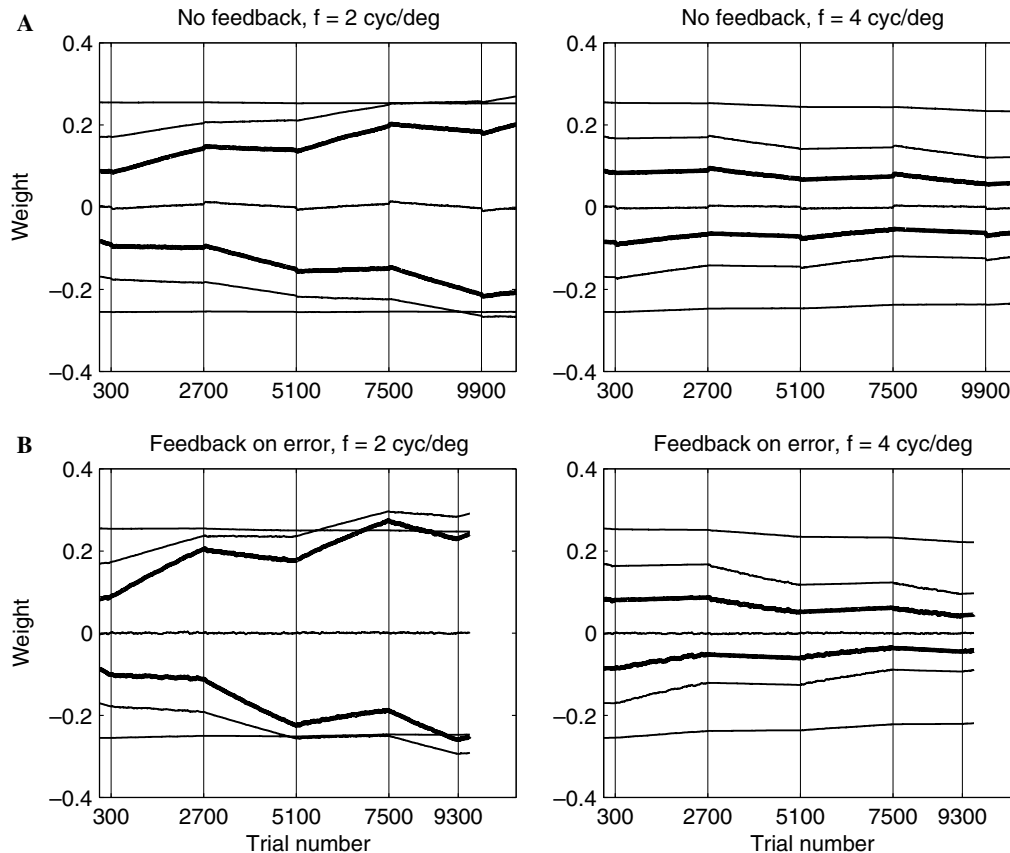 A
No feedback, f = 2 cyc/deg
No feedback, f = 4 cyc/deg
Weight
0.4
0.2
0
−0.2
−0.4
300 2700 5100 7500 9900
0.4
0.2
0
−0.2
−0.4
300 2700 5100 7500 9900
B
Feedback on error, f = 2 cyc/deg
Feedback on error, f = 4 cyc/deg
Weight
0.4
0.2
0
−0.2
−0.4
300 2700 5100 7500 9300
Trial number
0.4
0.2
0
−0.2
−0.4
300 2700 5100 7500 9300
Trial number